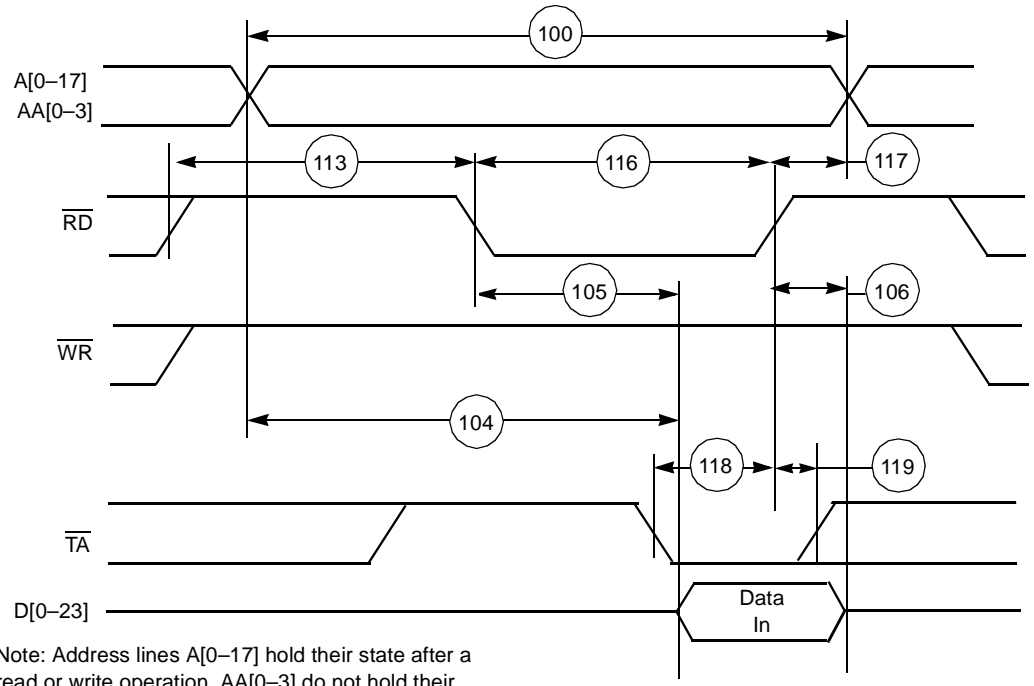 100
A[0–17]
AA[0–3]
113
116
117
RD
105
106
WR
104
118
119
TA
Data
In
D[0–23]
Note: Address lines A[0–17] hold their state after a
read or write operation. AA[0–3] do not hold their